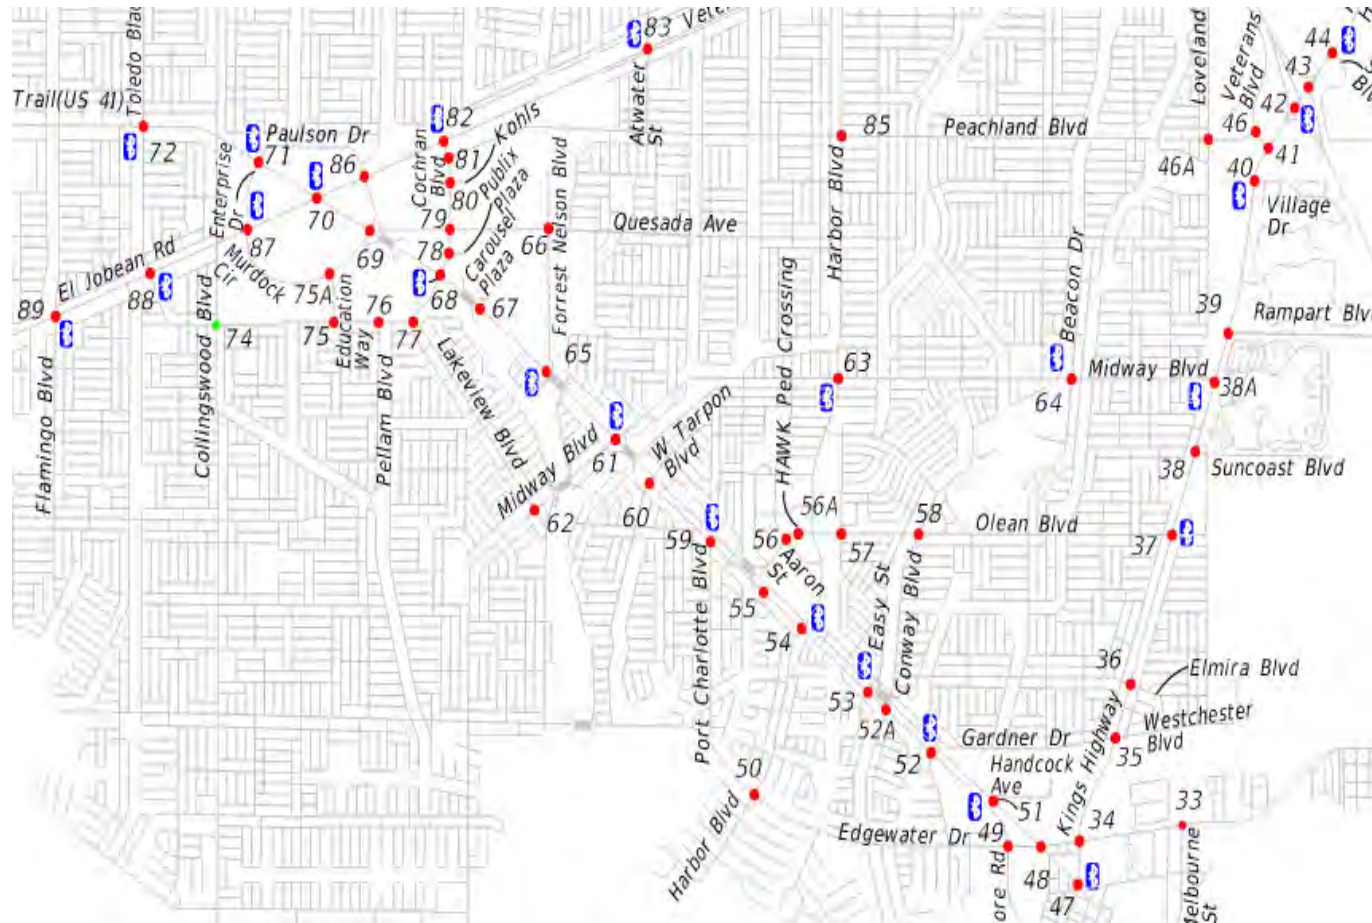 83
Veter
Trail(US 41)
Toledo Blad
82
Kohls
Atwater
St
85
Peachland Blvd
Loveland
Veterans
Blvd
44
43
42
46
Blv
72
Paulson Dr
71
86
Cochran
Blvd
81
Publix
Plaza
80
46A
40
41
Enterprise
Dr
70
79
78
Carousel
Plaza
66
Forrest Nelson Blvd
Quesada Ave
Harbor Blvd
Village
Dr
87
69
El Jobean Rd
Murdock
Cir
88
89
75A
76
68
67
39
Rampart Blv
Beacon Dr
Collingswood Blvd
74
75
Education
Way
77
65
63
HAWK Ped Crossing
Midway Blvd
64
38A
Flamingo Blvd
Pellam Blvd
Lakeview Blvd
Midway Blvd
61
W Tarpon
Blvd
38
Suncoast Blvd
62
60
59
56A
56
57
58
Olean Blvd
37
Aaron
St
55
54
Port Charlotte Blvd
Easy St
Conway Blvd
36
Elmira Blvd
53
52A
52
Gardner Dr
Westchester
Blvd
35
Kings Highway
Handcock
Ave
50
Harbor Blvd
51
Edgewater Dr
49
34
33
48
47
ore Rd
Melbourne
St